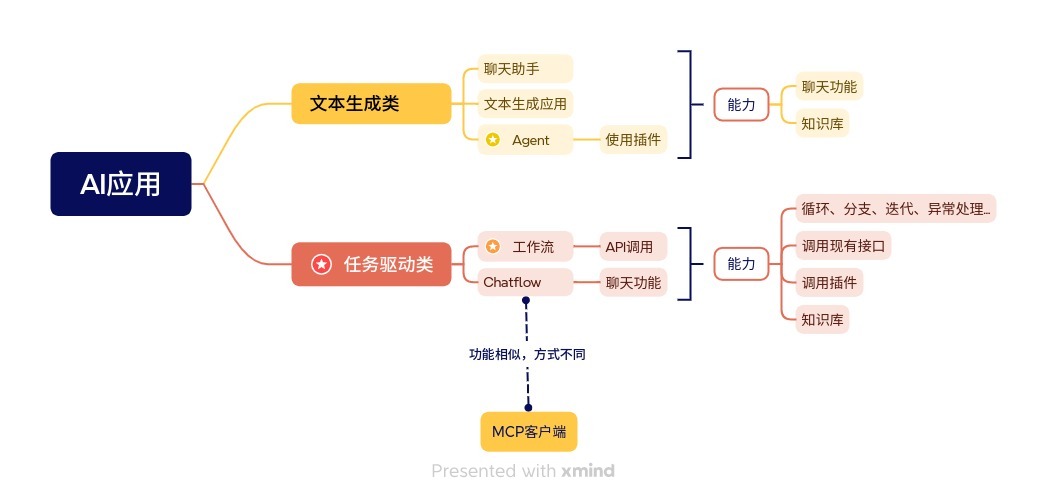 AI应用
文本生成类
聊天助手
文本生成应用
Agent
使用插件
能力
聊天功能
知识库
任务驱动类
工作流
API调用
Chatflow
聊天功能
能力
循环、分支、迭代、异常处理...
调用现有接口
调用插件
知识库
功能相似，方式不同
MCP客户端
Presented with xmind